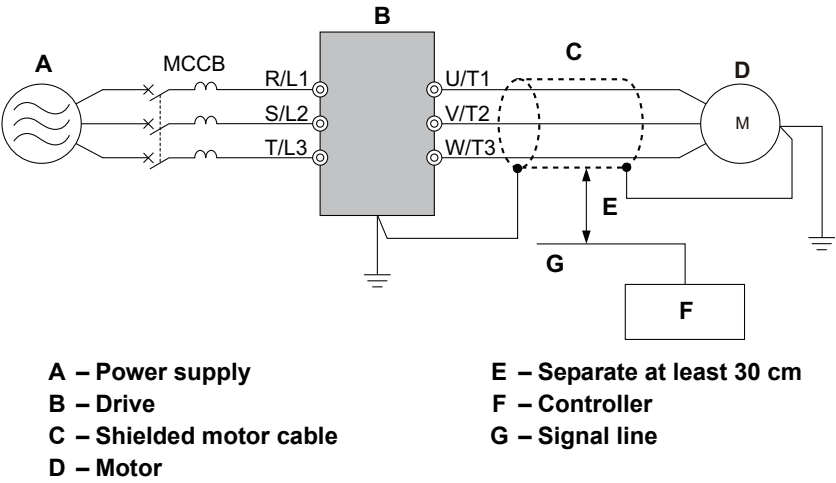 B
A
MCCB
C
D
R/L1
U/T1
S/L2
V/T2
M
T/L3
W/T3
E
G
F
A – Power supply
B – Drive
C – Shielded motor cable
D – Motor
E – Separate at least 30 cm
F – Controller
G – Signal line